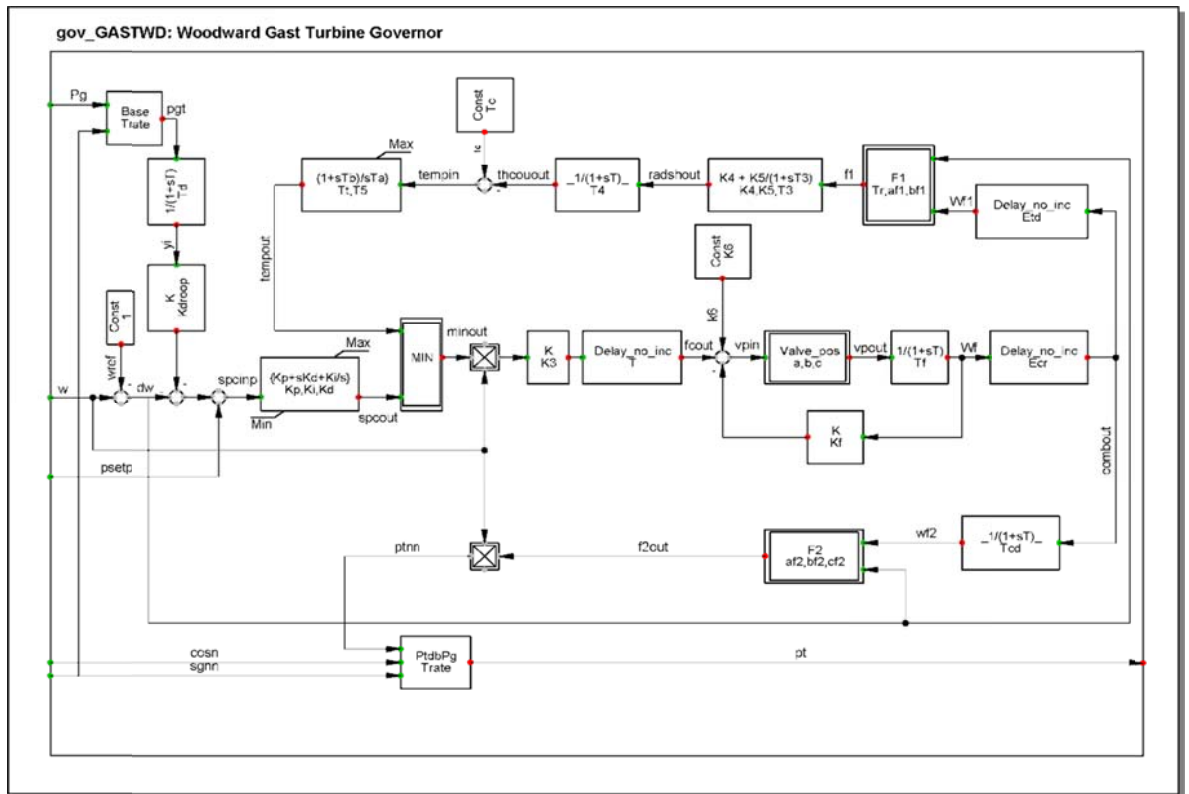 gov_GASTWD: Woodward Gast Turbine Governor
Pg
Base
Trate
pgt
1/(1+sT)
Td
yi
K
Kdroop
Const
1
wref
w
dw
psetp
spcinp
Max
{Kp+sKd+Ki/s}
Kp,Ki,Kd
Min
spcout
tempout
Max
(1+sTb)/sTa)
Tt,T5
tempin
Const
Tc
tc
thcouout
_1/(1+sT)_
T4
radshout
K4 + K5/(1+sT3)
K4,K5,T3
f1
F1
Tr,af1,bf1
Wf1
Delay_no_inc
Etd
MIN
minout
K
K3
Delay_no_inc
T
fcout
Const
K6
k6
vpin
Valve_pos
a,b,c
vpout
1/(1+sT)
Tf
Wf
Delay_no_inc
Ecr
K
Kf
combout
ptnn
f2out
F2
af2,bf2,cf2
wf2
_1/(1+sT)_
Tcd
cosn
sgnn
PtdbPg
Trate
pt